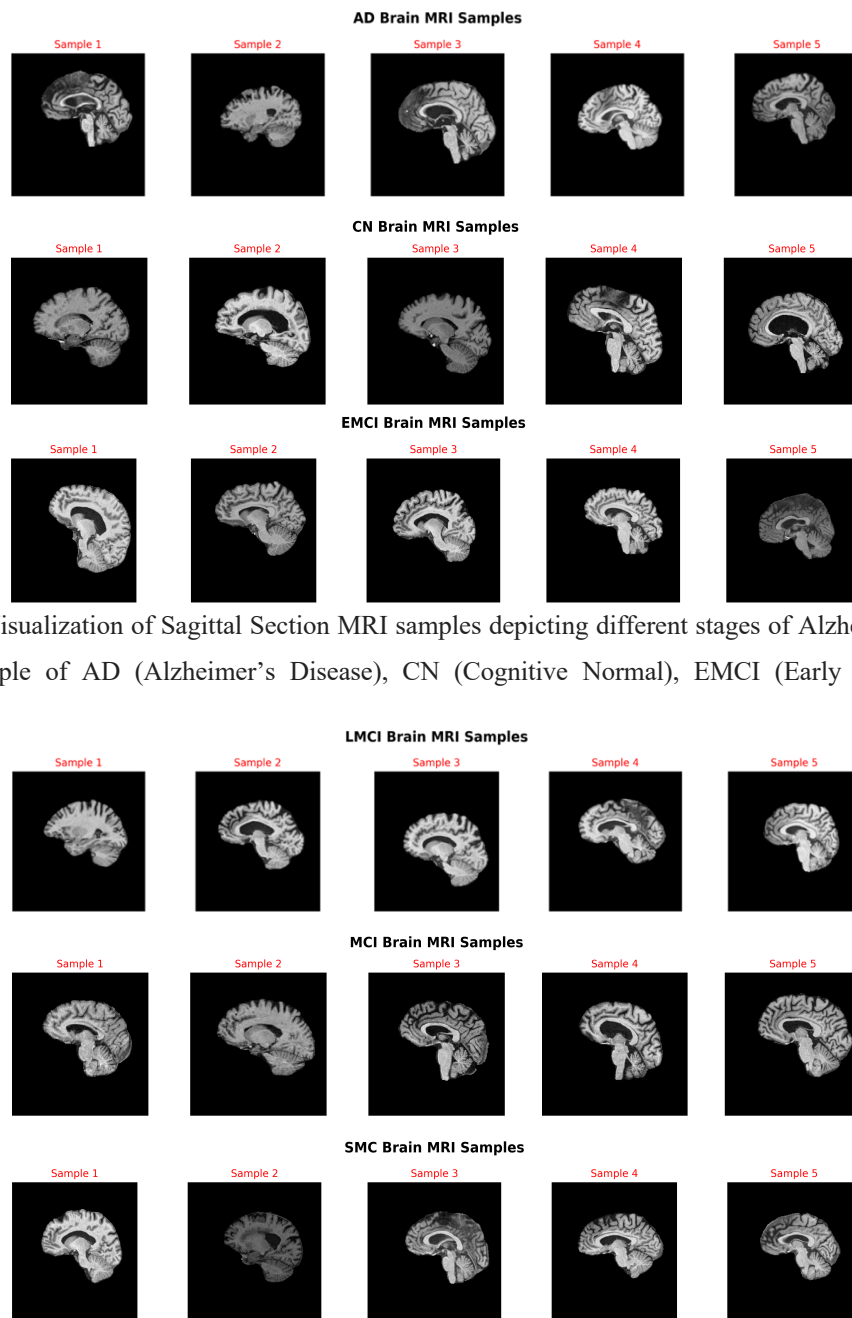 AD Brain MRI Samples
Sample 1 Sample 2 Sample 3 Sample 4 Sample 5
CN Brain MRI Samples
Sample 1 Sample 2 Sample 3 Sample 4 Sample 5
EMCI Brain MRI Samples
Sample 1 Sample 2 Sample 3 Sample 4 Sample 5
isualization of Sagittal Section MRI samples depicting different stages of Alzh
ple of AD (Alzheimer’s Disease), CN (Cognitive Normal), EMCI (Early
LMCI Brain MRI Samples
Sample 1 Sample 2 Sample 3 Sample 4 Sample 5
MCI Brain MRI Samples
Sample 1 Sample 2 Sample 3 Sample 4 Sample 5
SMC Brain MRI Samples
Sample 1 Sample 2 Sample 3 Sample 4 Sample 5